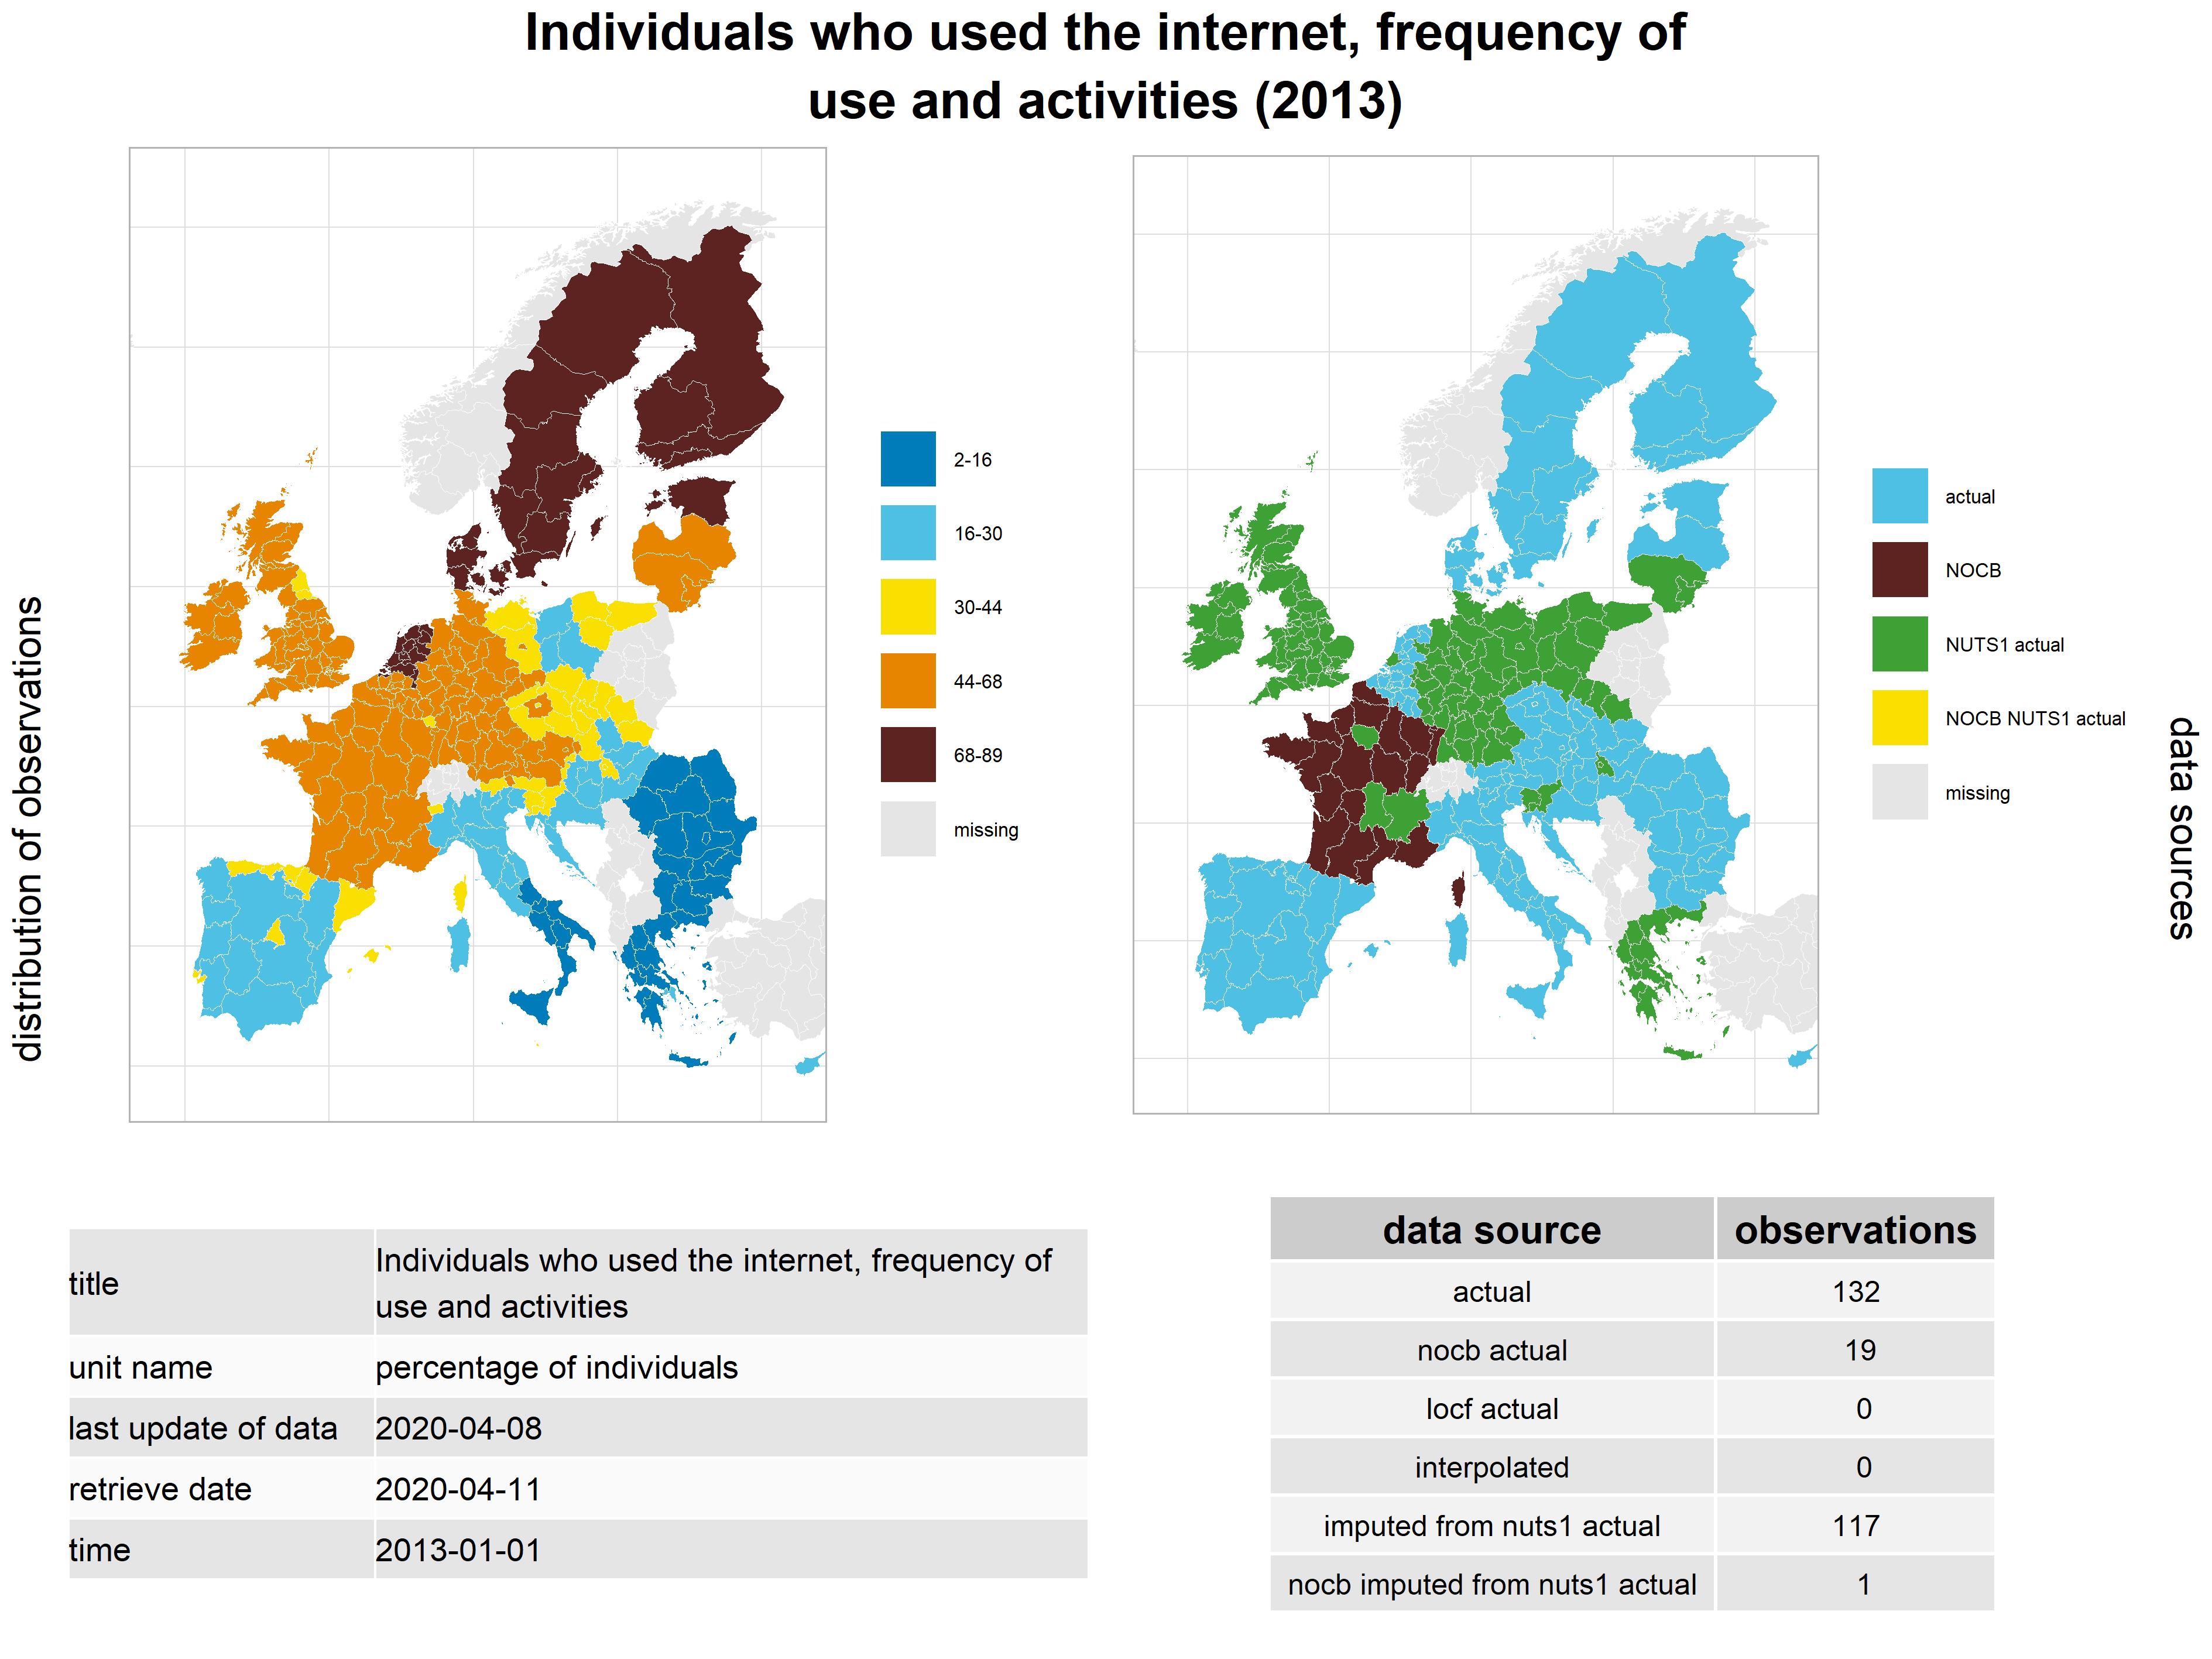 Individuals who used the internet, frequency of
use and activities (2013)
distribution of observations
2-16
16-30
30-44
44-68
68-89
missing
actual
NOCB
NUTS1 actual
NOCB NUTS1 actual
missing
data sources
title
Individuals who used the internet, frequency of
use and activities
unit name percentage of individuals
last update of data 2020-04-08
retrieve date 2020-04-11
time 2013-01-01
data source observations
actual 132
nocb actual 19
locf actual 0
interpolated 0
imputed from nuts1 actual 117
nocb imputed from nuts1 actual 1